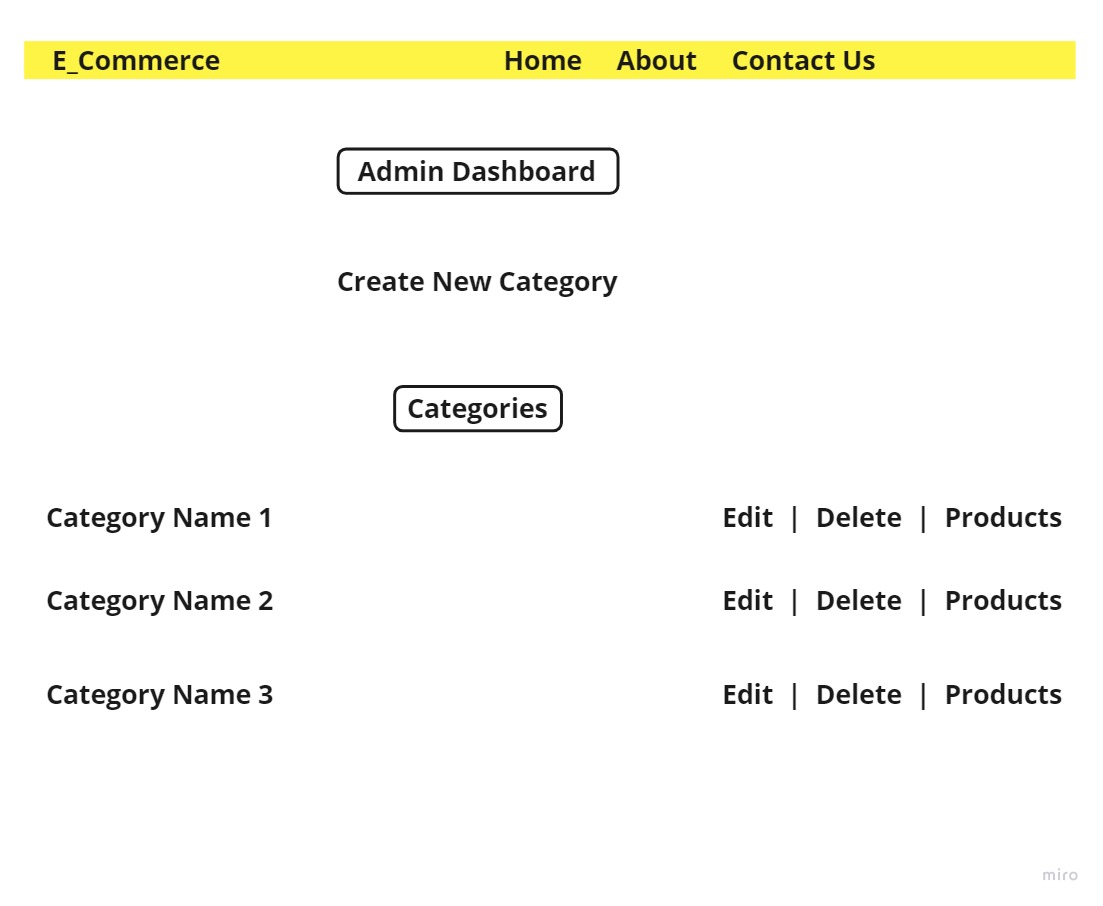 E_Commerce Home About Contact Us
Admin Dashboard
Create New Category
Categories
Category Name 1 Edit | Delete | Products
Category Name 2 Edit | Delete | Products
Category Name 3 Edit | Delete | Products
miro